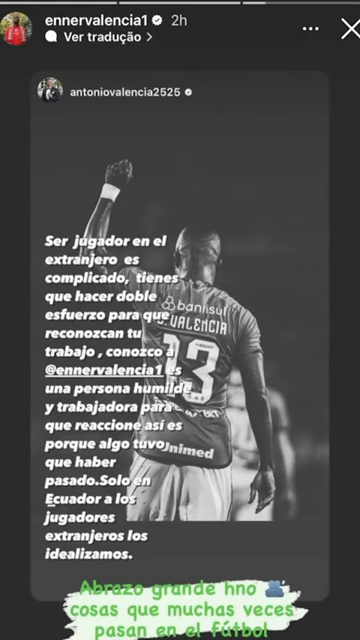 ennervalencia1 2h
Ver tradução >
antoniovalencia2525
Ser jugador en el
extranjero es
complicado, tienes
que hacer doble
esfuerzo para que
reconozcan tu
trabajo , conozco a
@ennervalencia1 es
una persona humilde
y trabajadora para
que reaccione así es
porque algo tuvo
que haber
pasado.Solo en
Ecuador a los
jugadores
extranjeros los
idealizamos.
banrisul
VALENCIA
13
Unimed
Abrazo grande hno
cosas que muchas veces
pasan en el fútbol